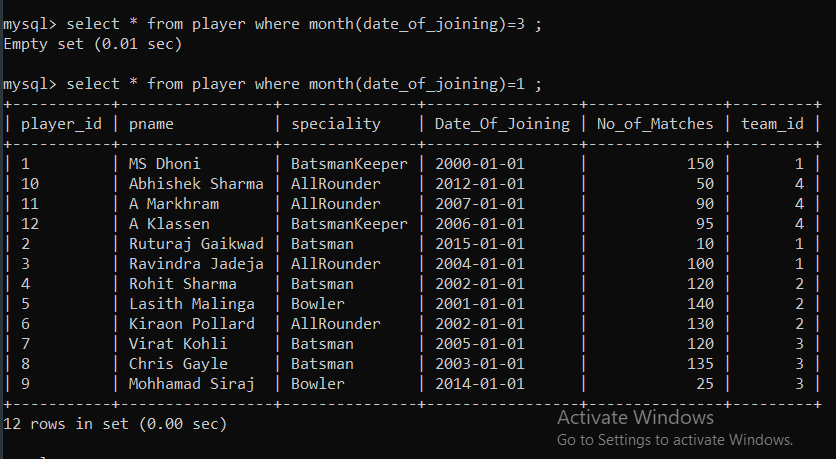 mysql> select * from player where month(date_of_joining)=3 ;
Empty set (0.01 sec)
mysql> select * from player where month(date_of_joining)=1 ;
+-----------+----------------+---------------+-----------------+---------------+---------+
| player_id | pname          | speciality    | Date_Of_Joining | No_of_Matches | team_id |
+-----------+----------------+---------------+-----------------+---------------+---------+
| 1         | MS Dhoni       | BatsmanKeeper | 2000-01-01      |           150 |       1 |
| 10        | Abhishek Sharma | AllRounder    | 2012-01-01      |            50 |       4 |
| 11        | A Markhram     | AllRounder    | 2007-01-01      |            90 |       4 |
| 12        | A Klassen      | BatsmanKeeper | 2006-01-01      |            95 |       4 |
| 2         | Ruturaj Gaikwad | Batsman       | 2015-01-01      |            10 |       1 |
| 3         | Ravindra Jadeja | AllRounder    | 2004-01-01      |           100 |       1 |
| 4         | Rohit Sharma   | Batsman       | 2002-01-01      |           120 |       2 |
| 5         | Lasith Malinga | Bowler        | 2001-01-01      |           140 |       2 |
| 6         | Kiraon Pollard | AllRounder    | 2002-01-01      |           130 |       2 |
| 7         | Virat Kohli    | Batsman       | 2005-01-01      |           120 |       3 |
| 8         | Chris Gayle    | Batsman       | 2003-01-01      |           135 |       3 |
| 9         | Mohhamad Siraj | Bowler        | 2014-01-01      |            25 |       3 |
+-----------+----------------+---------------+-----------------+---------------+---------+
12 rows in set (0.00 sec)
Activate Windows
Go to Settings to activate Windows.